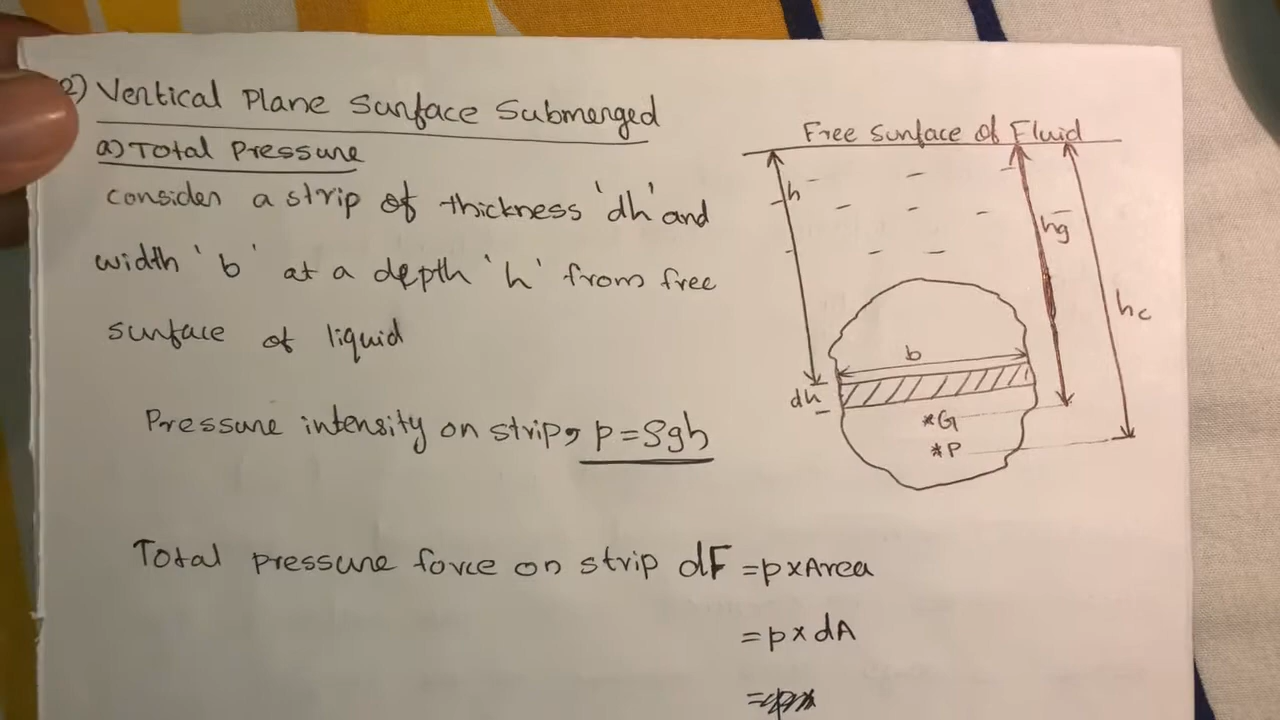 2) Vertical Plane Surface Submerged
a) Total Pressure
consider a strip of thickness 'dh' and
width 'b' at a depth 'h' from free
surface of liquid
Pressure intensity on strip, p=ρgh
Total pressure force on strip dF =p×Area
=p×dA
=
Free Surface of Fluid
h
hg
hc
b
dh
*G
*P